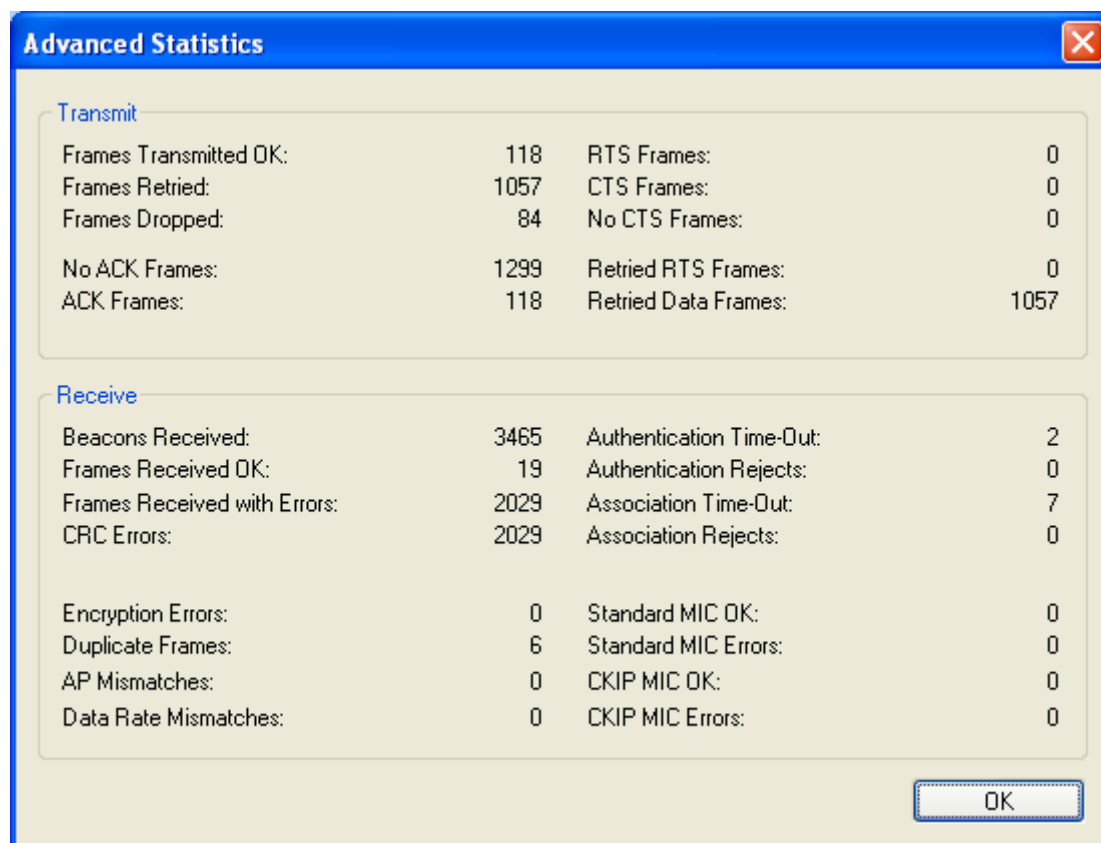 Advanced Statistics
Transmit
Frames Transmitted OK: 118 RTS Frames: 0
Frames Retried: 1057 CTS Frames: 0
Frames Dropped: 84 No CTS Frames: 0
No ACK Frames: 1299 Retried RTS Frames: 0
ACK Frames: 118 Retried Data Frames: 1057
Receive
Beacons Received: 3465 Authentication Time-Out: 2
Frames Received OK: 19 Authentication Rejects: 0
Frames Received with Errors: 2029 Association Time-Out: 7
CRC Errors: 2029 Association Rejects: 0
Encryption Errors: 0 Standard MIC OK: 0
Duplicate Frames: 6 Standard MIC Errors: 0
AP Mismatches: 0 CKIP MIC OK: 0
Data Rate Mismatches: 0 CKIP MIC Errors: 0
OK